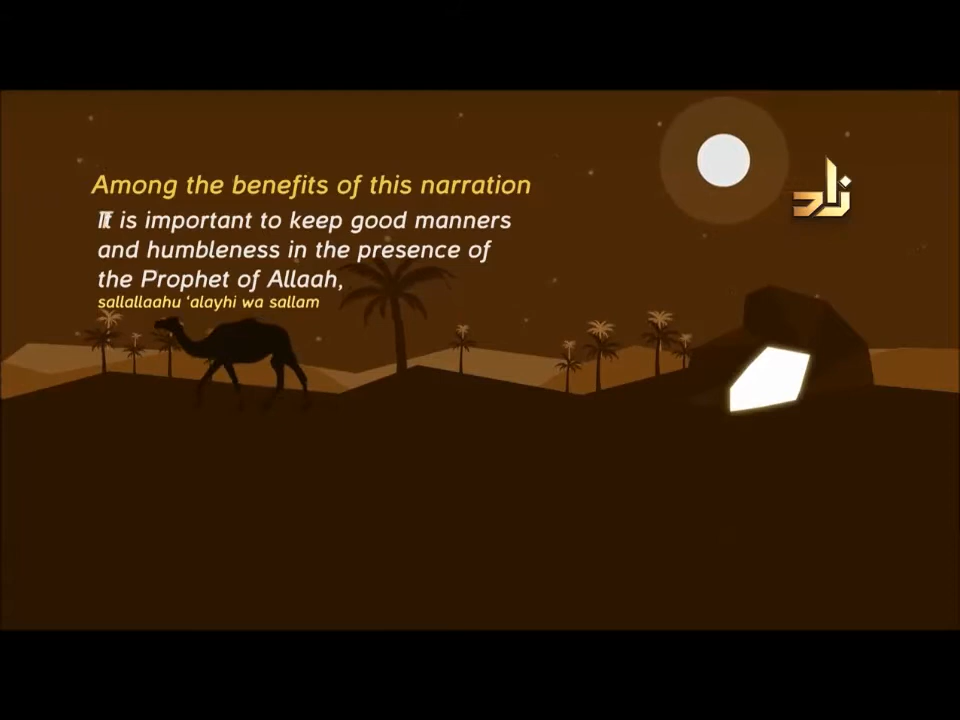 Among the benefits of this narration
It is important to keep good manners
and humbleness in the presence of
the Prophet of Allaah,
sallallaahu 'alayhi wa sallam
زاد